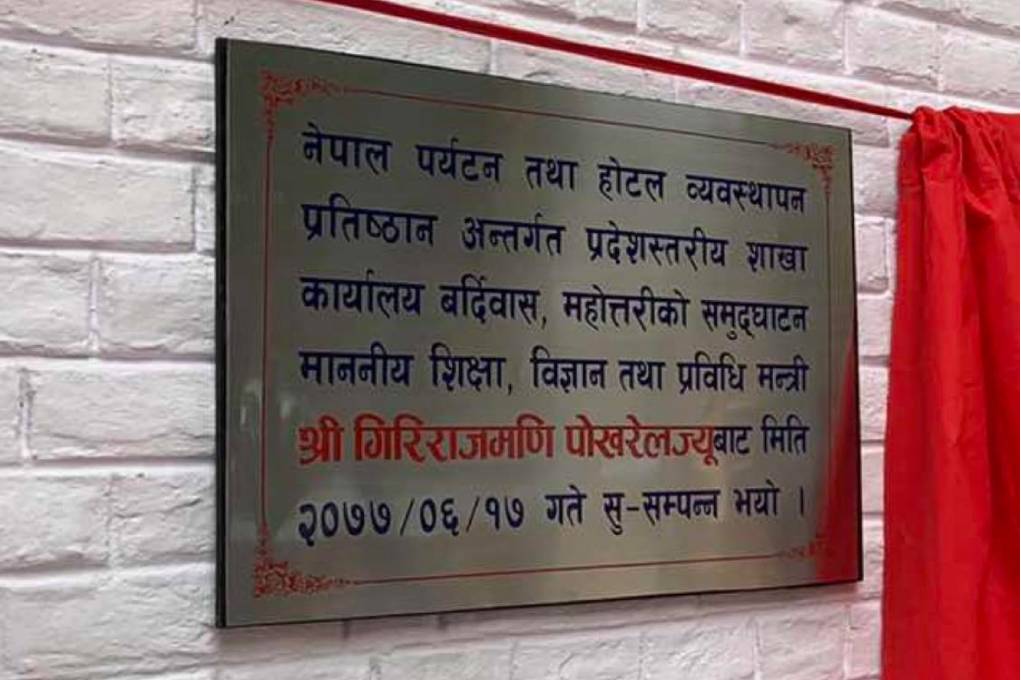 नेपाल पर्यटन तथा होटल व्यवस्थापन
प्रतिष्ठान अन्तर्गत प्रदेशस्तरीय शाखा
कार्यालय बर्दिवास, महोत्तरीको समुद्घाटन
माननीय शिक्षा, विज्ञान तथा प्रविधि मन्त्री
श्री गिरिराजमणि पोखरेलज्यूबाट मिति
२०७७/०६/१७ गते सु-सम्पन्न भयो ।